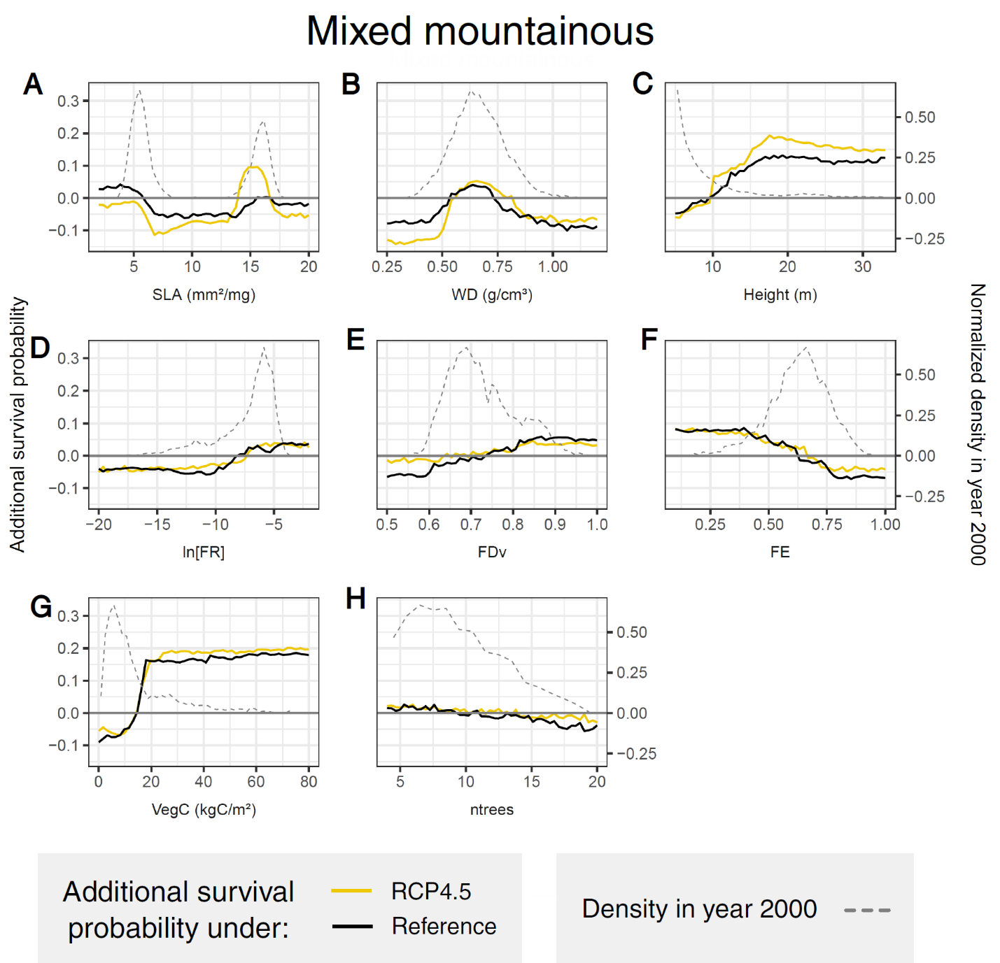 Mixed mountainous
A
B
C
0.3
0.2
0.1
0.0
−0.1
0.50
0.25
0.00
−0.25
5 10 15 20
0.25 0.50 0.75 1.00
10 20 30
SLA (mm²/mg)
WD (g/cm³)
Height (m)
Additional survival probability
Normalized density in year 2000
D
E
F
0.3
0.2
0.1
0.0
−0.1
0.50
0.25
0.00
−0.25
−20 −15 −10 −5
0.5 0.6 0.7 0.8 0.9 1.0
0.25 0.50 0.75 1.00
ln[FR]
FDv
FE
G
H
0.3
0.2
0.1
0.0
−0.1
0.50
0.25
0.00
−0.25
0 20 40 60 80
5 10 15 20
VegC (kgC/m²)
ntrees
Additional survival
probability under:
RCP4.5
Reference
Density in year 2000